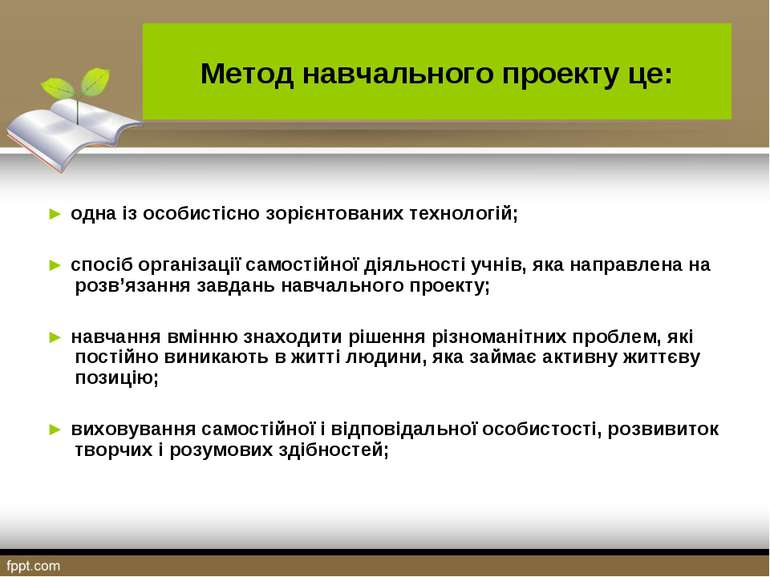 Метод навчального проекту це:
► одна із особистісно зорієнтованих технологій;
► спосіб організації самостійної діяльності учнів, яка направлена на
розв’язання завдань навчального проекту;
► навчання вмінню знаходити рішення різноманітних проблем, які
постійно виникають в житті людини, яка займає активну життєву
позицію;
► виховування самостійної і відповідальної особистості, розвивиток
творчих і розумових здібностей;
fppt.com